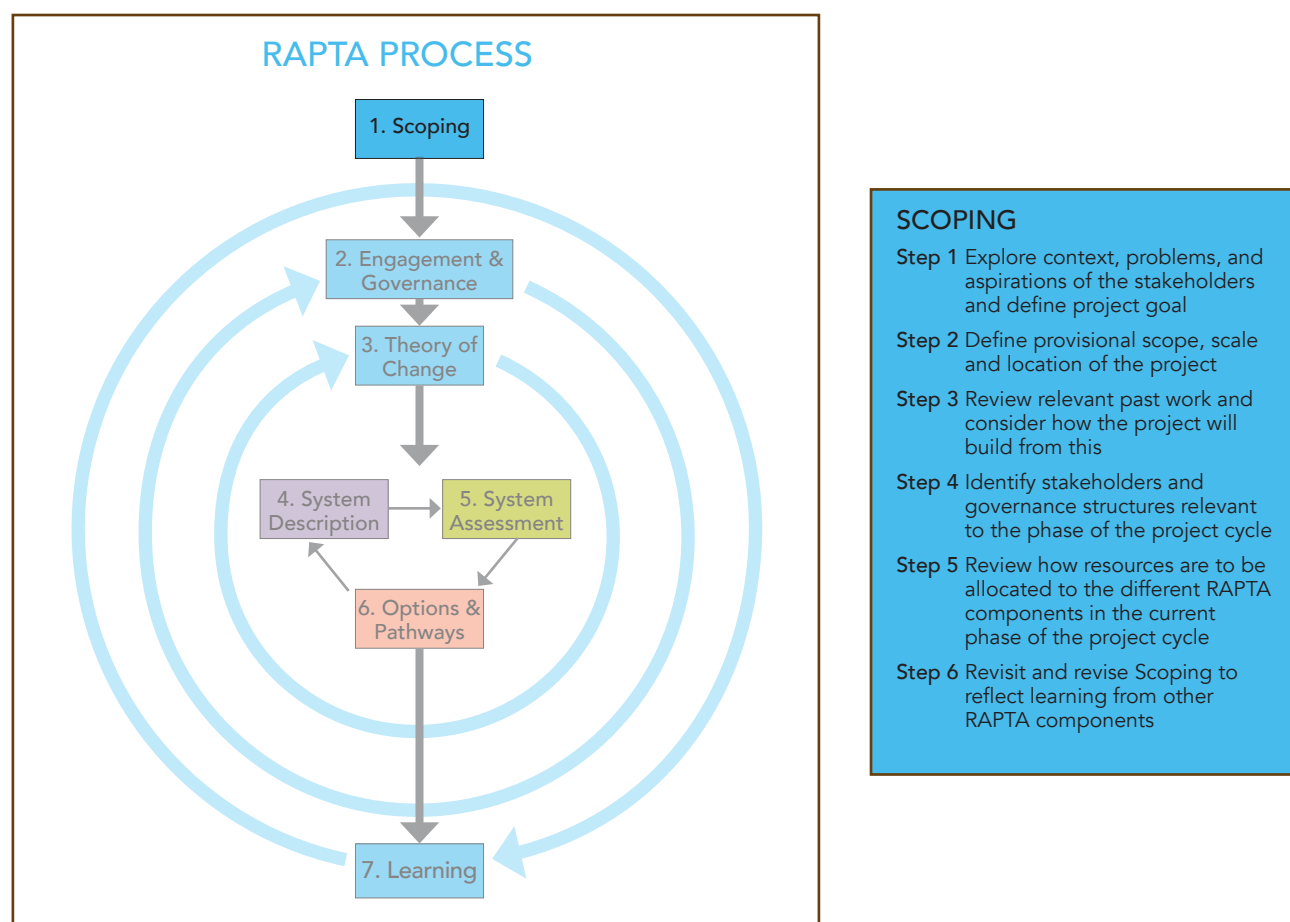 RAPTA PROCESS
1. Scoping
2. Engagement &
Governance
3. Theory of
Change
4. System
Description
5. System
Assessment
6. Options &
Pathways
7. Learning
SCOPING
Step 1 Explore context, problems, and
aspirations of the stakeholders
and define project goal
Step 2 Define provisional scope, scale
and location of the project
Step 3 Review relevant past work and
consider how the project will
build from this
Step 4 Identify stakeholders and
governance structures relevant
to the phase of the project cycle
Step 5 Review how resources are to be
allocated to the different RAPTA
components in the current
phase of the project cycle
Step 6 Revisit and revise Scoping to
reflect learning from other
RAPTA components